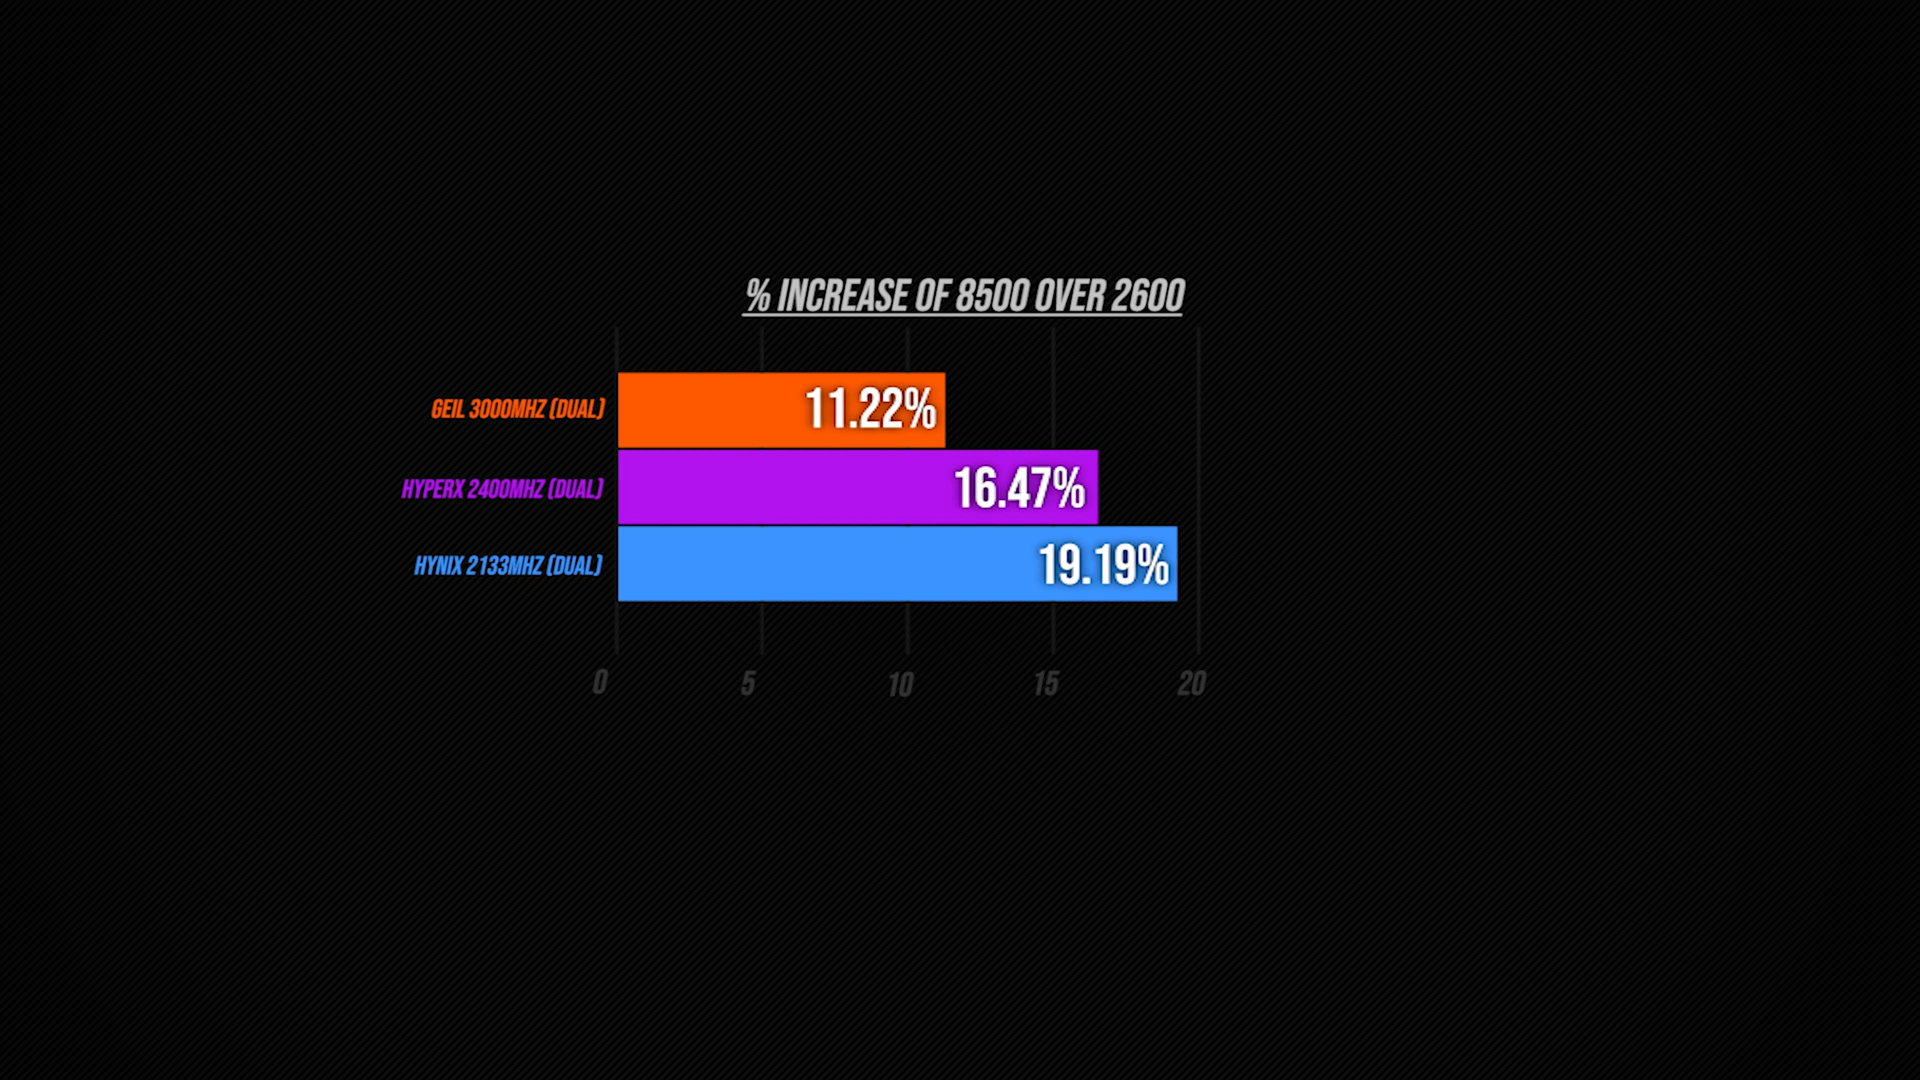 % INCREASE OF 8500 OVER 2600
GEIL 3000MHZ (DUAL) 11.22%
HYPERX 2400MHZ (DUAL) 16.47%
HYNIX 2133MHZ (DUAL) 19.19%
0 5 10 15 20